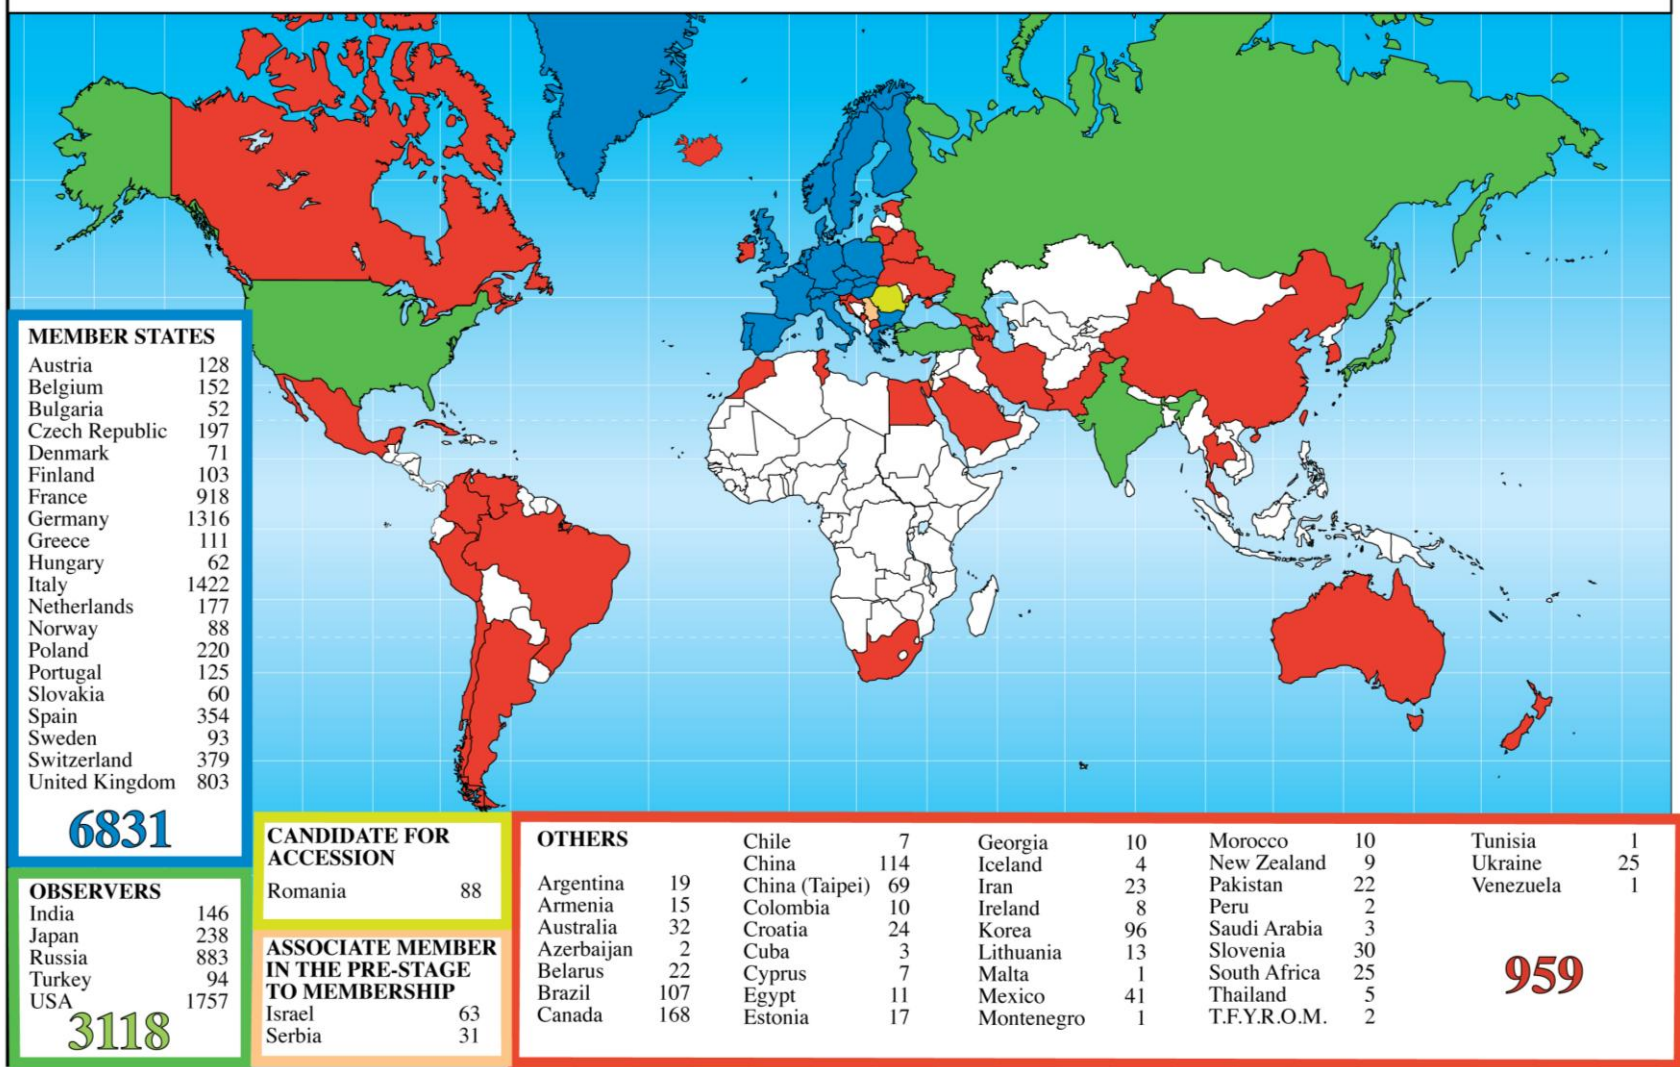 MEMBER STATES
Austria 128
Belgium 152
Bulgaria 52
Czech Republic 197
Denmark 71
Finland 103
France 918
Germany 1316
Greece 111
Hungary 62
Italy 1422
Netherlands 177
Norway 88
Poland 220
Portugal 125
Slovakia 60
Spain 354
Sweden 93
Switzerland 379
United Kingdom 803
6831
OBSERVERS
India 146
Japan 238
Russia 883
Turkey 94
USA 1757
3118
CANDIDATE FOR
ACCESSION
Romania 88
ASSOCIATE MEMBER
IN THE PRE-STAGE
TO MEMBERSHIP
Israel 63
Serbia 31
OTHERS
Argentina 19
Armenia 15
Australia 32
Azerbaijan 2
Belarus 22
Brazil 107
Canada 168
Chile 7
China 114
China (Taipei) 69
Colombia 10
Croatia 24
Cuba 3
Cyprus 7
Egypt 11
Estonia 17
Georgia 10
Iceland 4
Iran 23
Ireland 8
Korea 96
Lithuania 13
Malta 1
Mexico 41
Montenegro 1
Morocco 10
New Zealand 9
Pakistan 22
Peru 2
Saudi Arabia 3
Slovenia 30
South Africa 25
Thailand 5
T.F.Y.R.O.M. 2
Tunisia 1
Ukraine 25
Venezuela 1
959